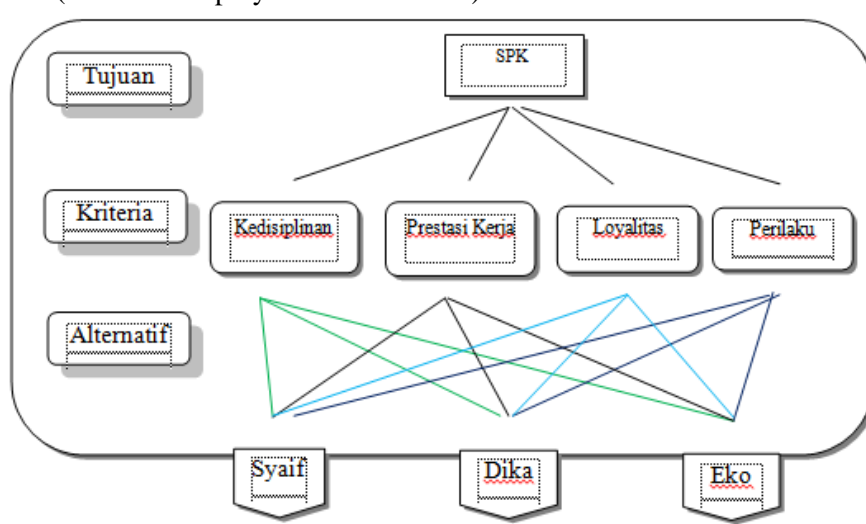 Tujuan
SPK
Kriteria
Kedisiplinan
Prestasi Kerja
Loyalitas
Perilaku
Alternatif
Syaif
Dika
Eko